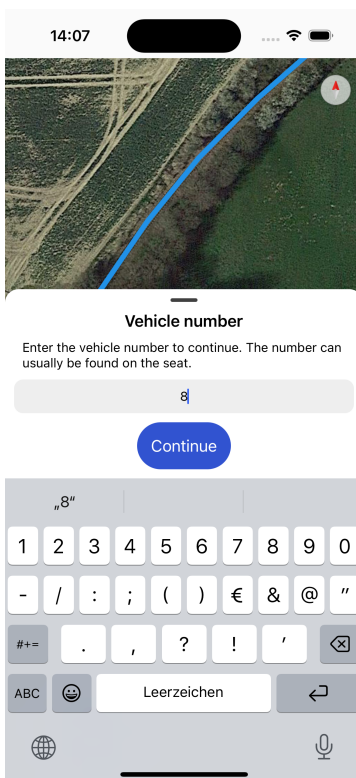 14:07
Vehicle number
Enter the vehicle number to continue. The number can
usually be found on the seat.
8
Continue
„8“
1 2 3 4 5 6 7 8 9 0
- / : ; ( ) € & @ "
#+= . , ? ! ' 
ABC Leerzeichen